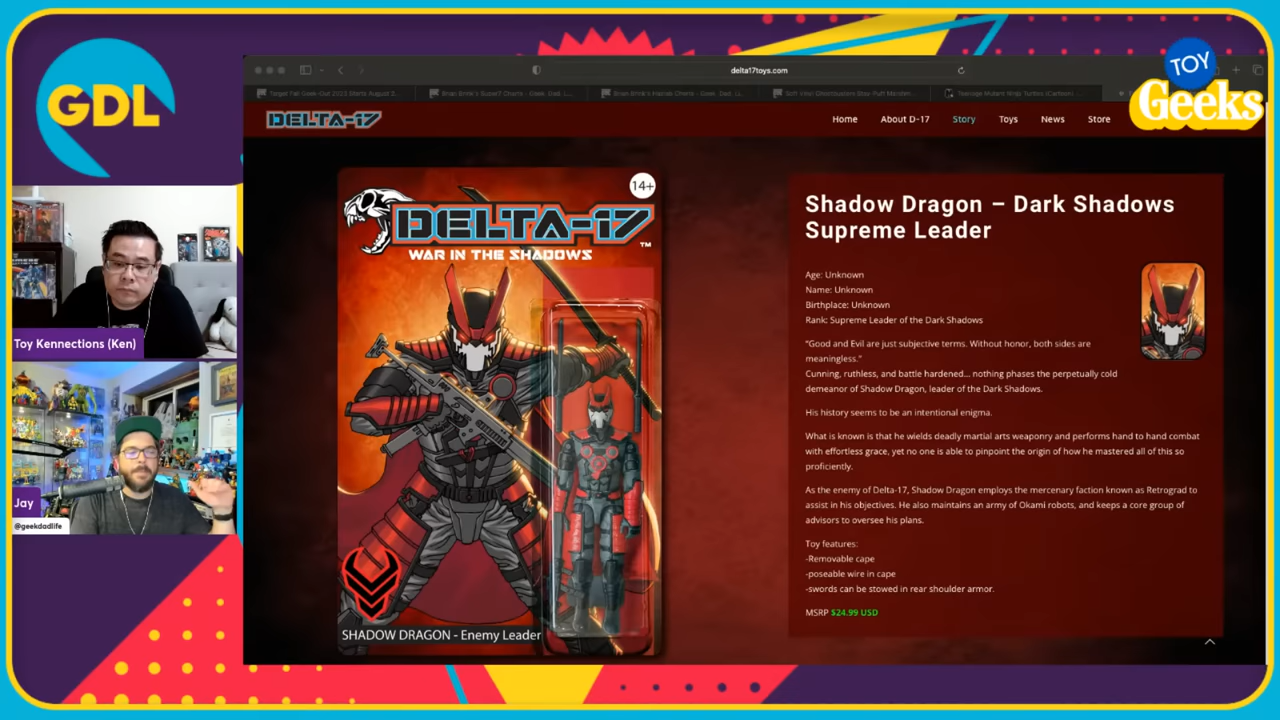 GDL
TOY
Geeks
delta17toys.com
Target Fall Geek-Out 2023 Starts August 2...
DELTA-17
Home
About D-17
Story
Toys
News
Store
14+
DELTA-17
TM
WAR IN THE SHADOWS
SHADOW DRAGON - Enemy Leader
Shadow Dragon – Dark Shadows
Supreme Leader
Age: Unknown
Name: Unknown
Birthplace: Unknown
Rank: Supreme Leader of the Dark Shadows
"Good and Evil are just subjective terms. Without honor, both sides are
meaningless."
Cunning, ruthless, and battle hardened... nothing phases the perpetually cold
demeanor of Shadow Dragon, leader of the Dark Shadows.
His history seems to be an intentional enigma.
What is known is that he wields deadly martial arts weaponry and performs hand to hand combat
with effortless grace, yet no one is able to pinpoint the origin of how he mastered all of this so
proficiently.
As the enemy of Delta-17, Shadow Dragon employs the mercenary faction known as Retrograd to
assist in his objectives. He also maintains an army of Okami robots, and keeps a core group of
advisors to oversee his plans.
Toy features:
-Removable cape
-poseable wire in cape
-swords can be stowed in rear shoulder armor.
MSRP $24.99 USD
Toy Kennections (Ken)
Jay
@geekdadlife